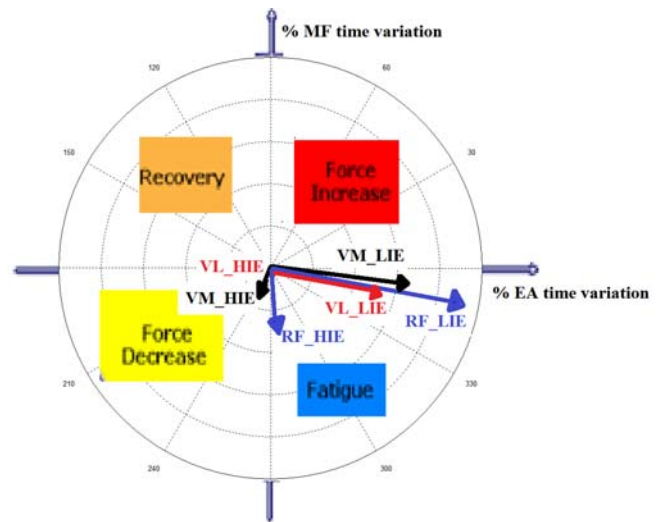 % MF time variation
120
60
150
30
Recovery
Force
Increase
VM_LIE
VL_HIE
% EA time variation
VM_HIE
VL_LIE
RF_LIE
RF_HIE
Force
Decrease
Fatigue
210
330
240
300